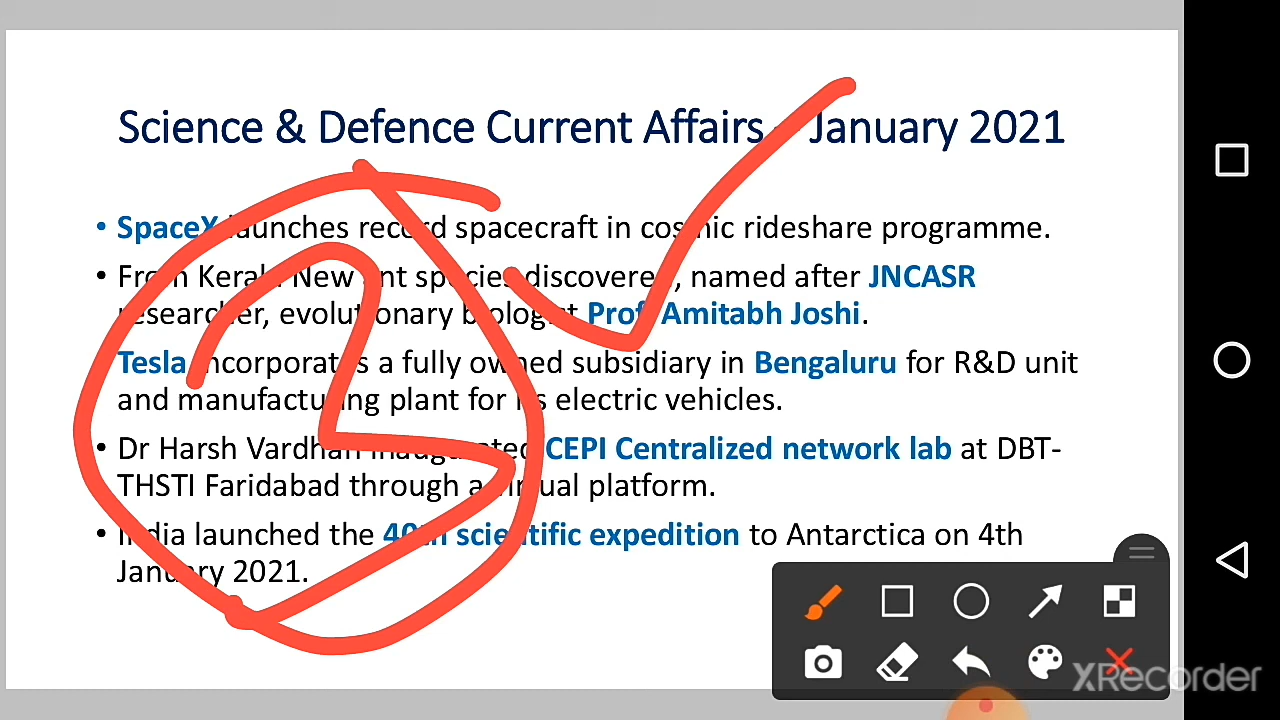 Science & Defence Current Affairs - January 2021
• SpaceX launches record spacecraft in cosmic rideshare programme.
• From Kerala New ant species discovered, named after JNCASR
researcher, evolutionary biologist Prof. Amitabh Joshi.
Tesla incorporates a fully owned subsidiary in Bengaluru for R&D unit
and manufacturing plant for its electric vehicles.
• Dr Harsh Vardhan inaugurated CEPI Centralized network lab at DBT-
THSTI Faridabad through a virtual platform.
• India launched the 40th scientific expedition to Antarctica on 4th
January 2021.
XRecorder